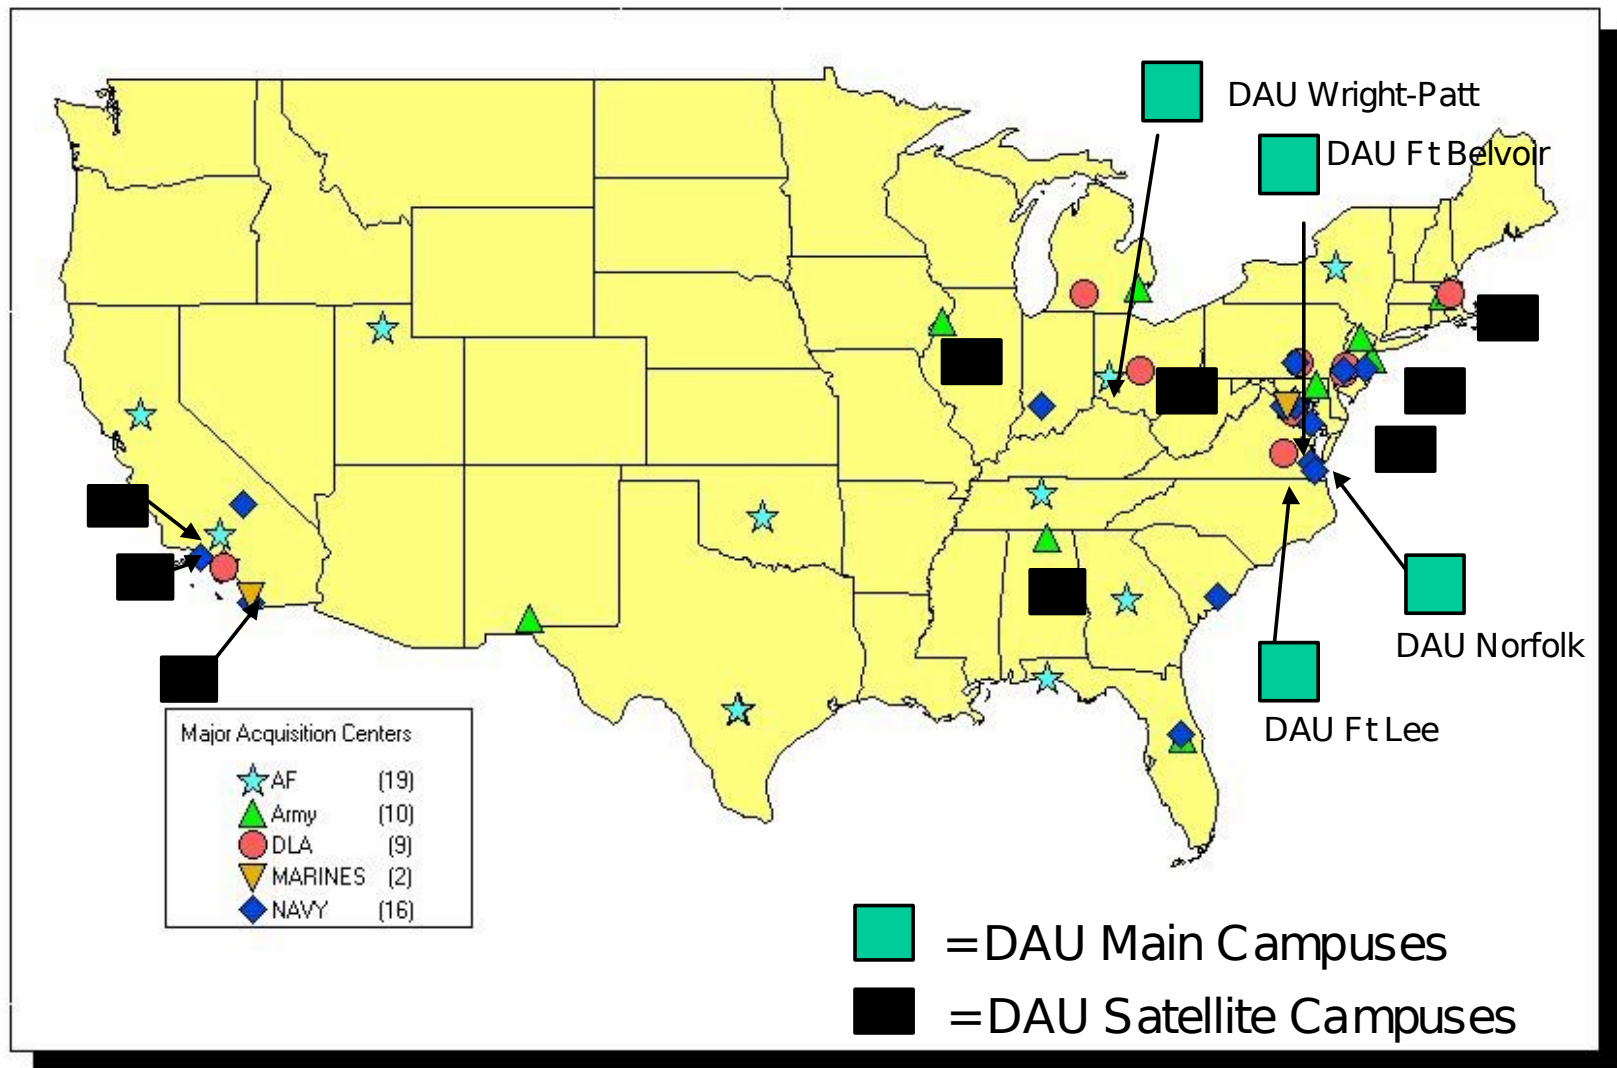 DAU Wright-Patt
DAU Ft Belvoir
DAU Norfolk
DAU Ft Lee
Major Acquisition Centers
AF (19)
Army (10)
DLA (9)
MARINES (2)
NAVY (16)
=DAU Main Campuses
=DAU Satellite Campuses